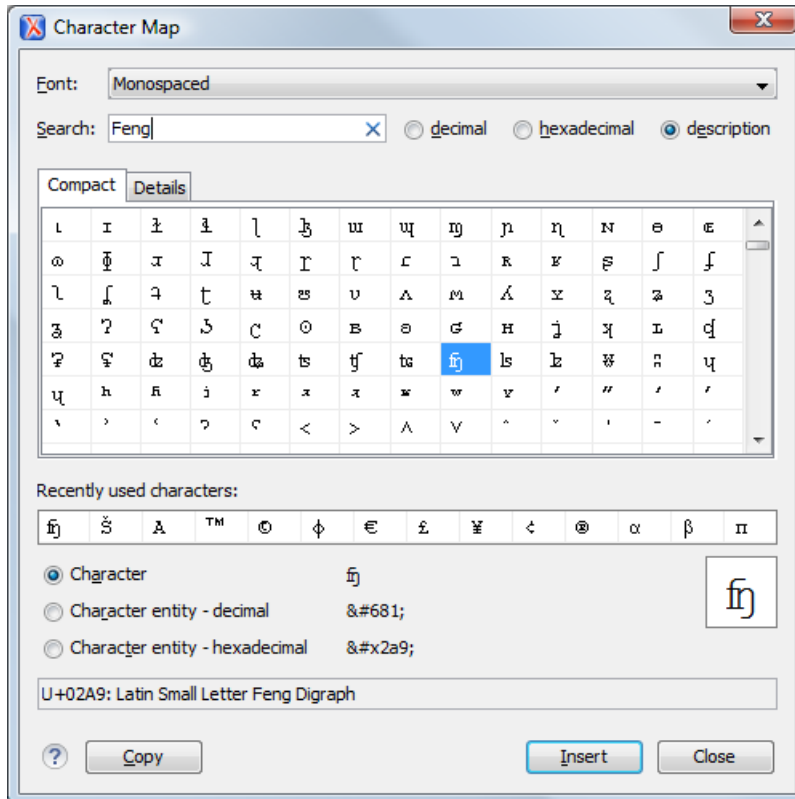 Character Map
Font: Monospaced
Search: Feng decimal hexadecimal description
Compact Details
ɩ ɪ ɫ ɬ ɭ ɮ ɯ ɰ ɱ ɲ ɳ ɴ ɵ ɶ
ɷ ɸ ɹ ɺ ɻ ɼ ɽ ɾ ɿ ʀ ʁ ʂ ʃ ʄ
ʅ ʆ ʇ ʈ ʉ ʊ ʋ ʌ ʍ ʎ ʏ ʐ ʑ ʒ
ʓ ʔ ʕ ʖ ʗ ʘ ʙ ʚ ʛ ʜ ʝ ʞ ʟ ʠ
ʡ ʢ ʣ ʤ ʥ ʦ ʧ ʨ ʩ ʪ ʫ ʬ ʭ ʮ
ʯ ʰ ʱ ʲ ʳ ʴ ʵ ʶ ʷ ʸ ʹ ʺ ʻ ʼ
ʽ ʾ ʿ ˀ ˁ ˂ ˃ ˄ ˅ ˆ ˇ ˈ ˉ ˊ
Recently used characters:
ʩ Š A ™ © ϕ € £ ¥ ¢ ® α β π
Character ʩ
Character entity - decimal &#681;
ʩ
Character entity - hexadecimal &#x2a9;
U+02A9: Latin Small Letter Feng Digraph
? Copy Insert Close